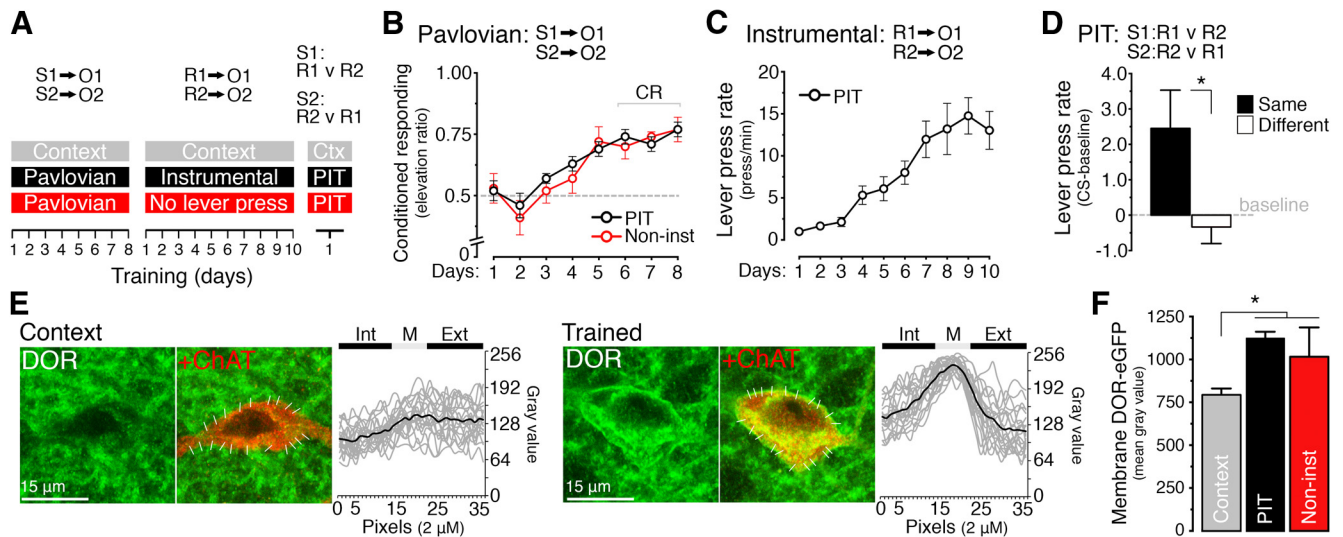 A
S1→O1
S2→O2
R1→O1
R2→O2
S1:
R1 v R2
S2:
R2 v R1
Context Context Ctx
Pavlovian Instrumental PIT
Pavlovian No lever press PIT
1 2 3 4 5 6 7 8 1 2 3 4 5 6 7 8 9 10 1
Training (days)
B
Pavlovian: S1→O1
S2→O2
Conditioned responding
(elevation ratio)
1.00
0.75
0.5
0
CR
PIT
Non-inst
Days: 1 2 3 4 5 6 7 8
C
Instrumental: R1→O1
R2→O2
Lever press rate
(press/min)
20
15
10
5
0
PIT
Days: 1 2 3 4 5 6 7 8 9 10
D
PIT: S1:R1 v R2
S2:R2 v R1
Lever press rate
(CS-baseline)
4.0
3.0
2.0
1.0
0
-1.0
*
Same
Different
baseline
E
Context
DOR
+ChAT
15 µm
Int M Ext
256
192
128
64
0
Gray value
0 5 15 25 35
Pixels (2 µM)
Trained
DOR
+ChAT
15 µm
Int M Ext
256
192
128
64
0
Gray value
0 5 15 25 35
Pixels (2 µM)
F
Membrane DOR-eGFP
(mean gray value)
1250
1000
750
500
250
0
*
Context
PIT
Non-inst